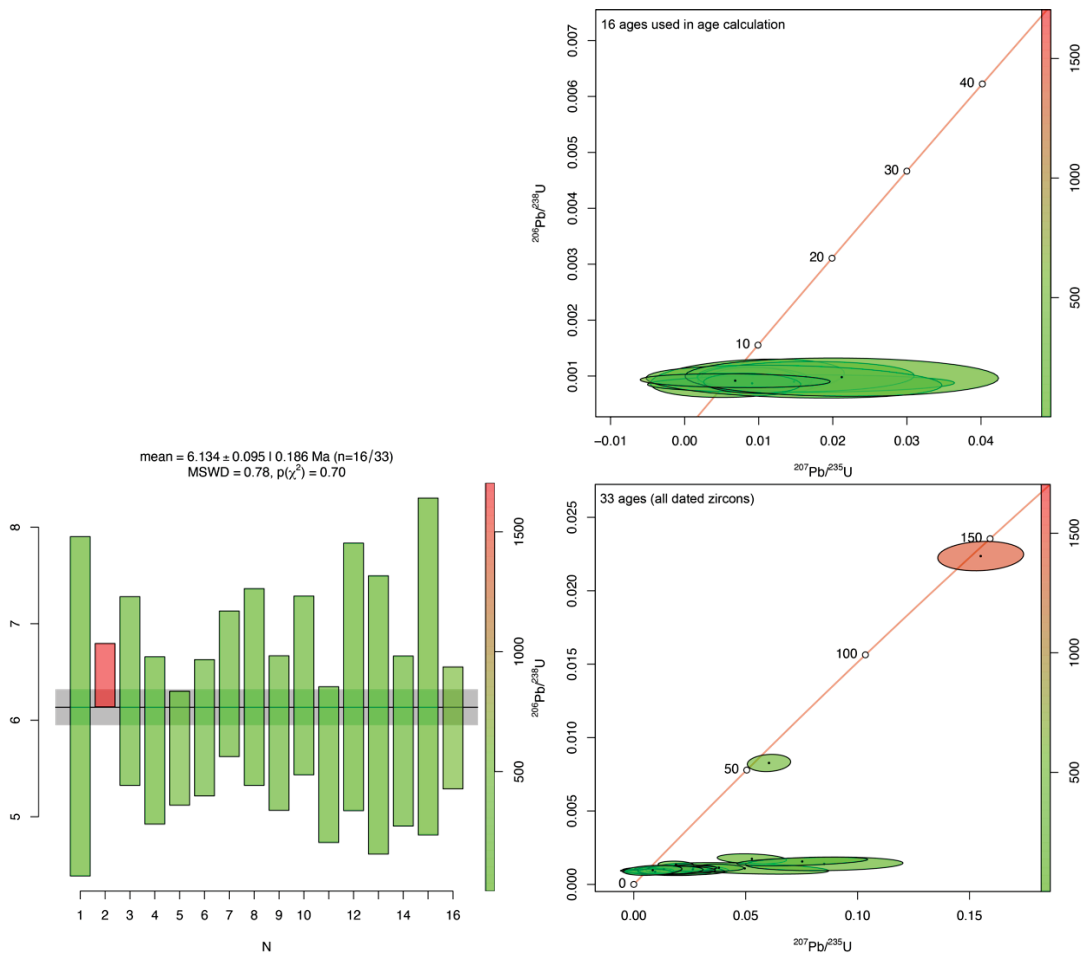 16 ages used in age calculation
0.007
0.006
0.005
0.004
0.003
0.002
0.001
²⁰⁶Pb/²³⁸U
40
30
20
10
1500
1000
500
−0.01 0.00 0.01 0.02 0.03 0.04
²⁰⁷Pb/²³⁵U
mean = 6.134 ± 0.095 | 0.186 Ma (n=16/33)
MSWD = 0.78, p(χ²) = 0.70
8
7
6
5
1500
1000
500
1 2 3 4 5 6 7 8 9 10 12 14 16
N
33 ages (all dated zircons)
0.025
0.020
0.015
0.010
0.005
0.000
²⁰⁶Pb/²³⁸U
150
100
50
0
1500
1000
500
0.00 0.05 0.10 0.15
²⁰⁷Pb/²³⁵U